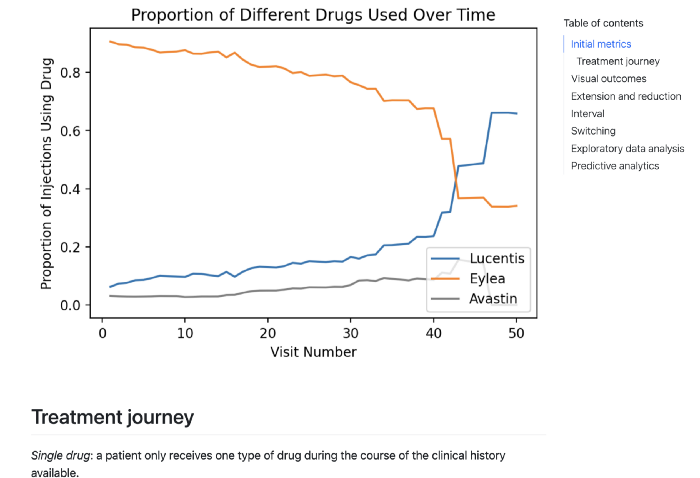 Proportion of Different Drugs Used Over Time
Proportion of Injections Using Drug
0.8
0.6
0.4
0.2
0.0
0
10
20
30
40
50
Visit Number
Lucentis
Eylea
Avastin
Table of contents
Initial metrics
Treatment journey
Visual outcomes
Extension and reduction
Interval
Switching
Exploratory data analysis
Predictive analytics
Treatment journey
Single drug: a patient only receives one type of drug during the course of the clinical history
available.